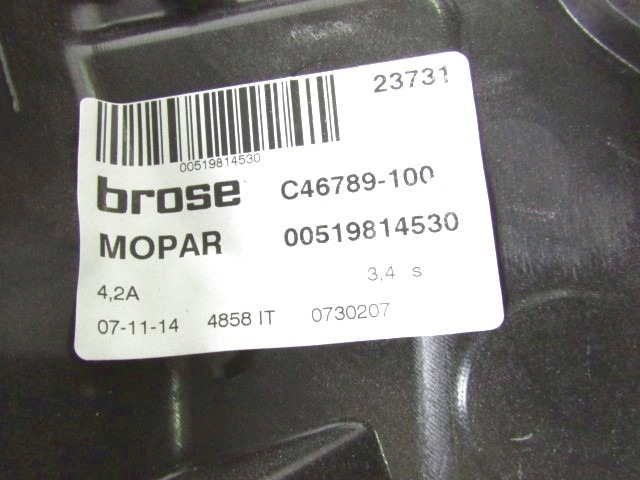 23731
00519814530
brose C46789-100
MOPAR 00519814530
4,2A 3,4 s
07-11-14 4858 IT 0730207